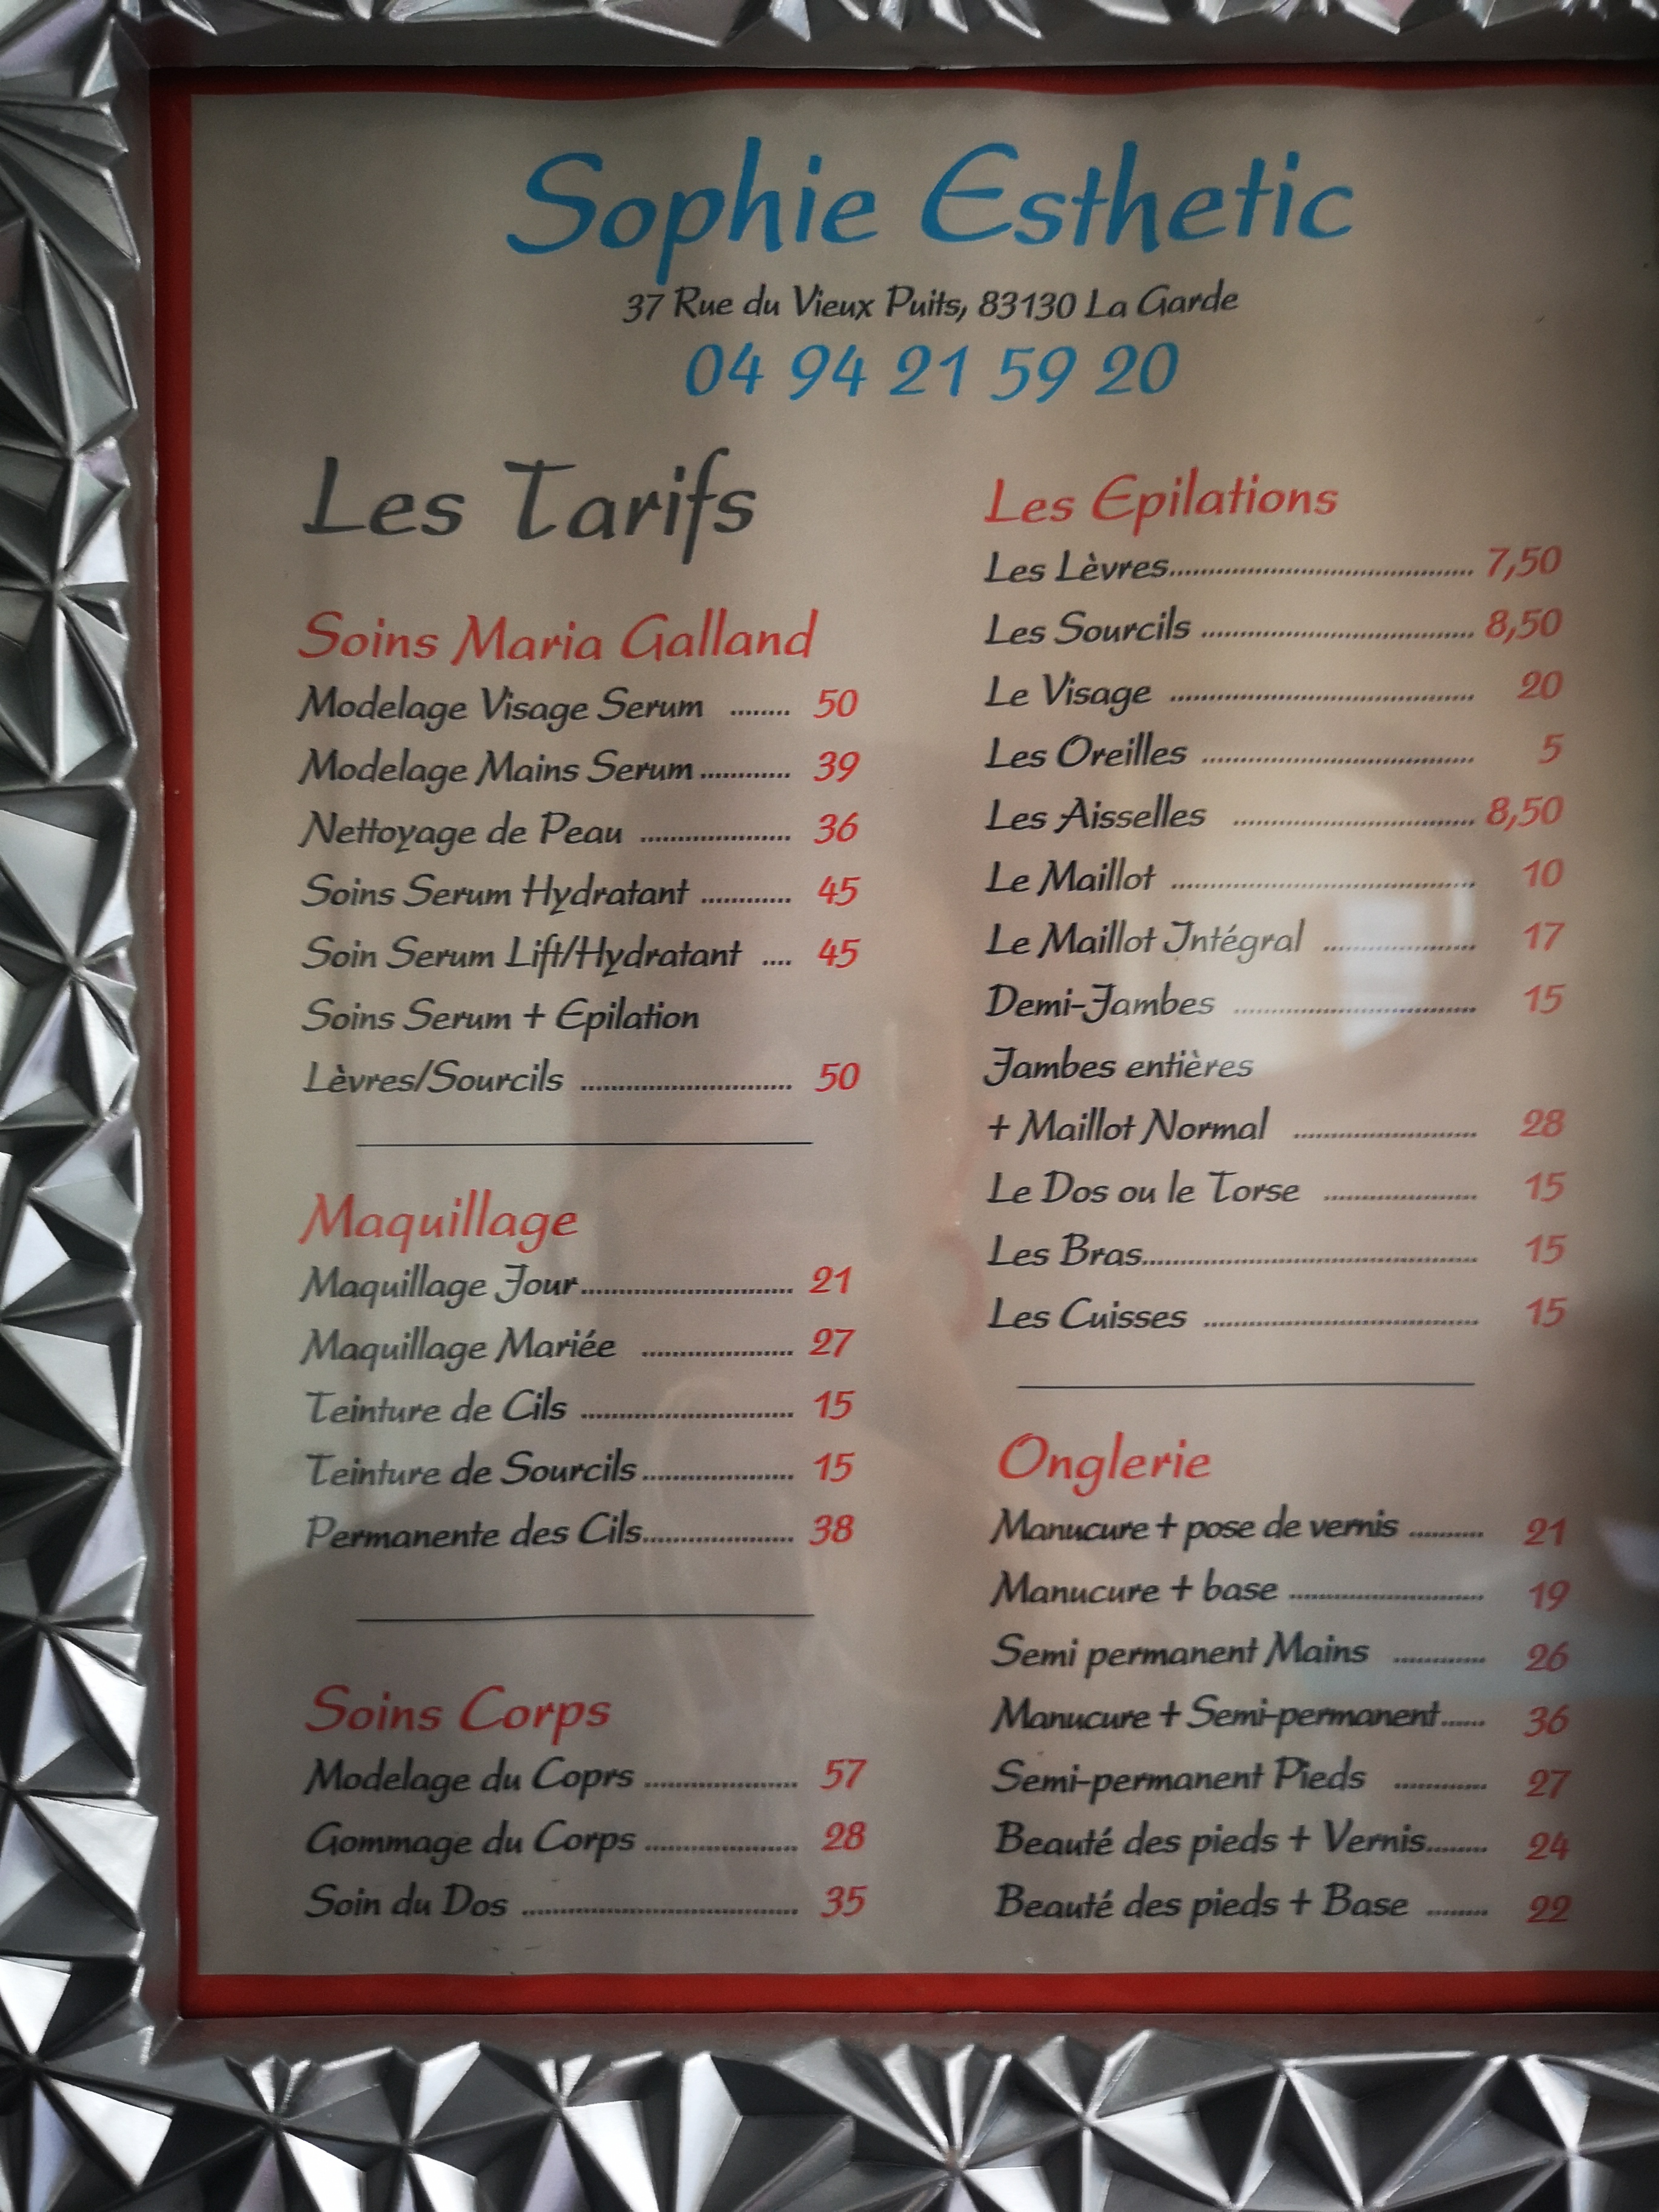 Sophie Esthetic
37 Rue du Vieux Puits, 83130 La Garde
04 94 21 59 20
Les Tarifs
Soins Maria Galland
Modelage Visage Serum ........ 50
Modelage Mains Serum ............ 39
Nettoyage de Peau .................... 36
Soins Serum Hydratant ............ 45
Soin Serum Lift/Hydratant .... 45
Soins Serum + Epilation
Lèvres/Sourcils ............................ 50
Maquillage
Maquillage Jour ............................ 21
Maquillage Mariée .................... 27
Teinture de Cils ............................ 15
Teinture de Sourcils .................... 15
Permanente des Cils .................... 38
Soins Corps
Modelage du Coprs .................... 57
Gommage du Corps .................... 28
Soin du Dos .................................... 35
Les Epilations
Les Lèvres ........................................ 7,50
Les Sourcils .................................... 8,50
Le Visage ........................................ 20
Les Oreilles .................................... 5
Les Aisselles ................................ 8,50
Le Maillot ........................................ 10
Le Maillot Intégral .................... 17
Demi-Jambes ................................ 15
Jambes entières
+ Maillot Normal ........................ 28
Le Dos ou le Torse .................... 15
Les Bras ............................................ 15
Les Cuisses .................................... 15
Onglerie
Manucure + pose de vernis .......... 21
Manucure + base .......................... 19
Semi permanent Mains ............ 26
Manucure + Semi-permanent ...... 36
Semi-permanent Pieds ............ 27
Beauté des pieds + Vernis ........ 24
Beauté des pieds + Base ........ 22